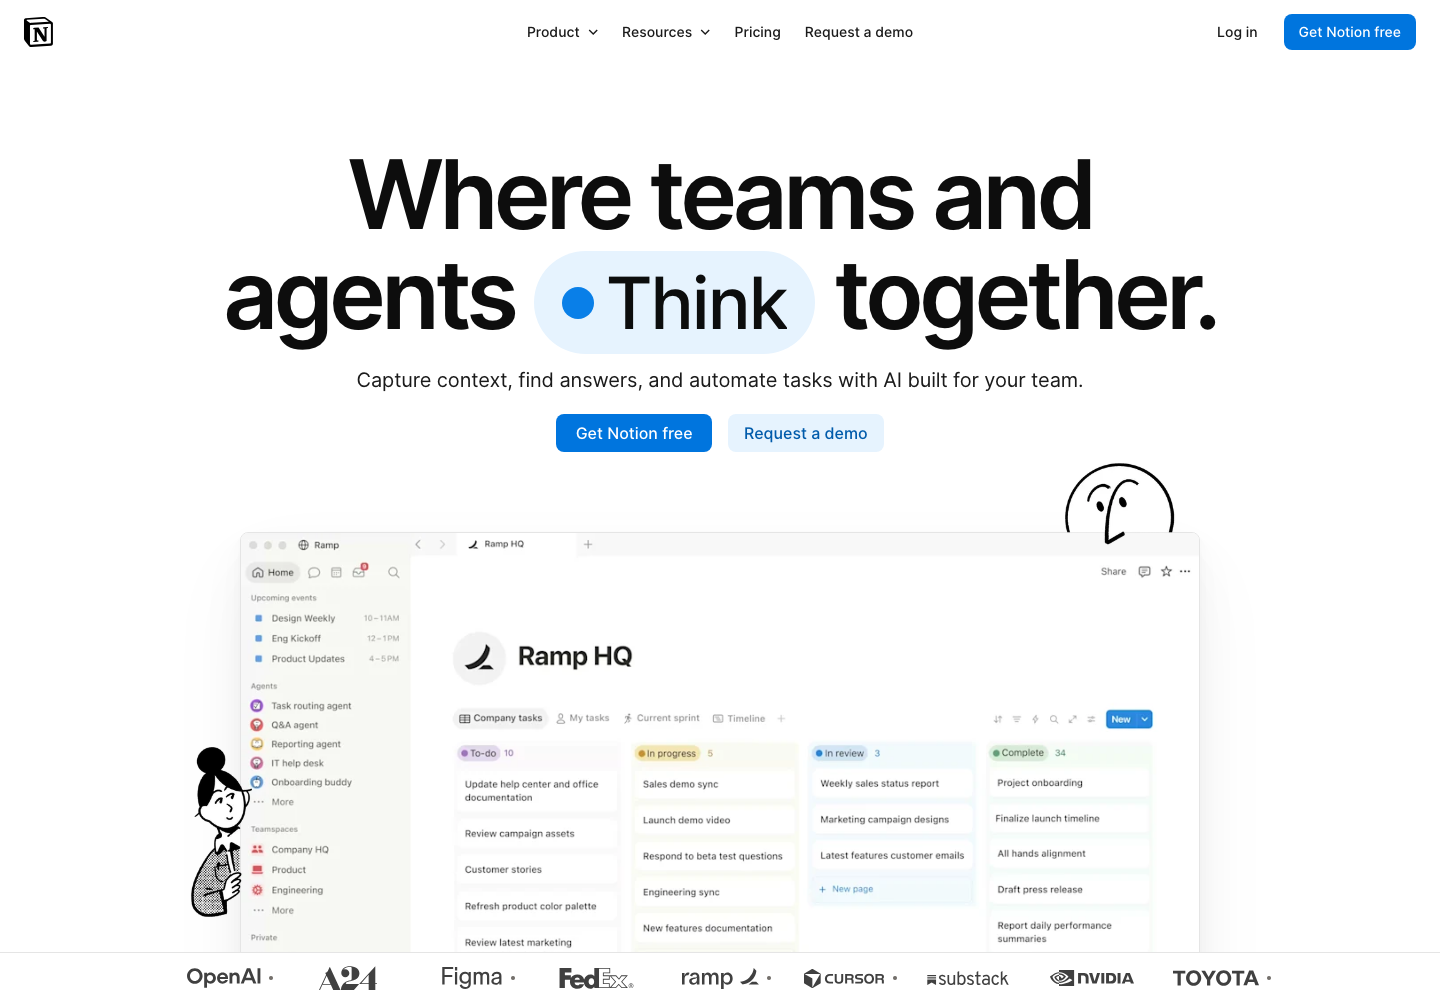 N
Product
Resources
Pricing
Request a demo
Log in
Get Notion free
Where teams and
agents Think together.
Capture context, find answers, and automate tasks with AI built for your team.
Get Notion free
Request a demo
Ramp
Ramp HQ
Home
9
Share
Upcoming events
Design Weekly 10–11AM
Eng Kickoff 12–1PM
Product Updates 4–5PM
Agents
Task routing agent
Q&A agent
Reporting agent
IT help desk
Onboarding buddy
More
Teamspaces
Company HQ
Product
Engineering
More
Private
Ramp HQ
Company tasks
My tasks
Current sprint
Timeline
New
To-do 10
Update help center and office
documentation
Review campaign assets
Customer stories
Refresh product color palette
Review latest marketing
In progress 5
Sales demo sync
Launch demo video
Respond to beta test questions
Engineering sync
New features documentation
In review 3
Weekly sales status report
Marketing campaign designs
Latest features customer emails
+ New page
Complete 34
Project onboarding
Finalize launch timeline
All hands alignment
Draft press release
Report daily performance
summaries
OpenAI
A24
Figma
FedEx®
ramp
CURSOR
substack
NVIDIA
TOYOTA